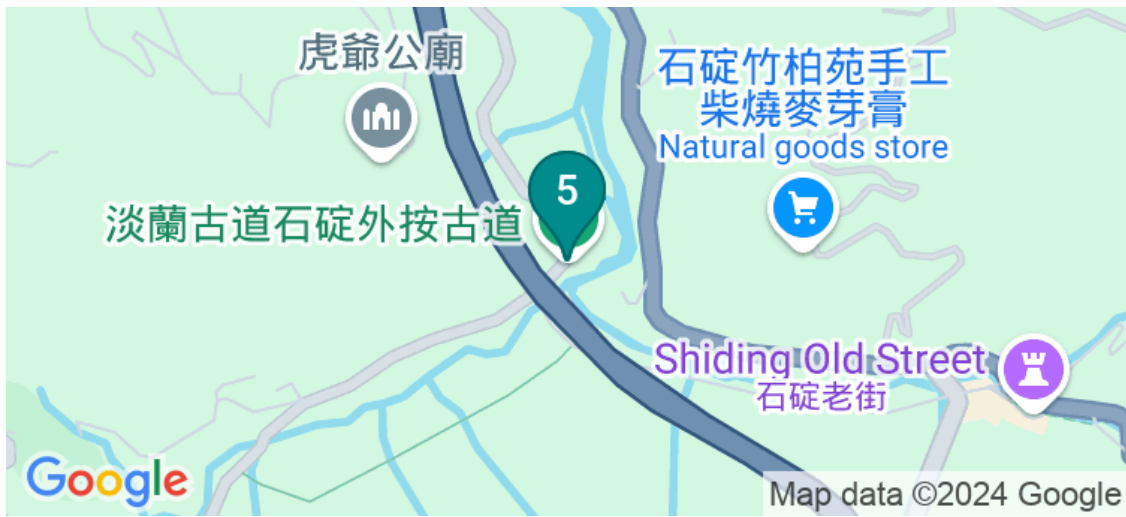 虎爺公廟
石碇竹柏苑手工
柴燒麥芽膏
Natural goods store
5
淡蘭古道石碇外按古道
Shiding Old Street
石碇老街
Google
Map data ©2024 Google